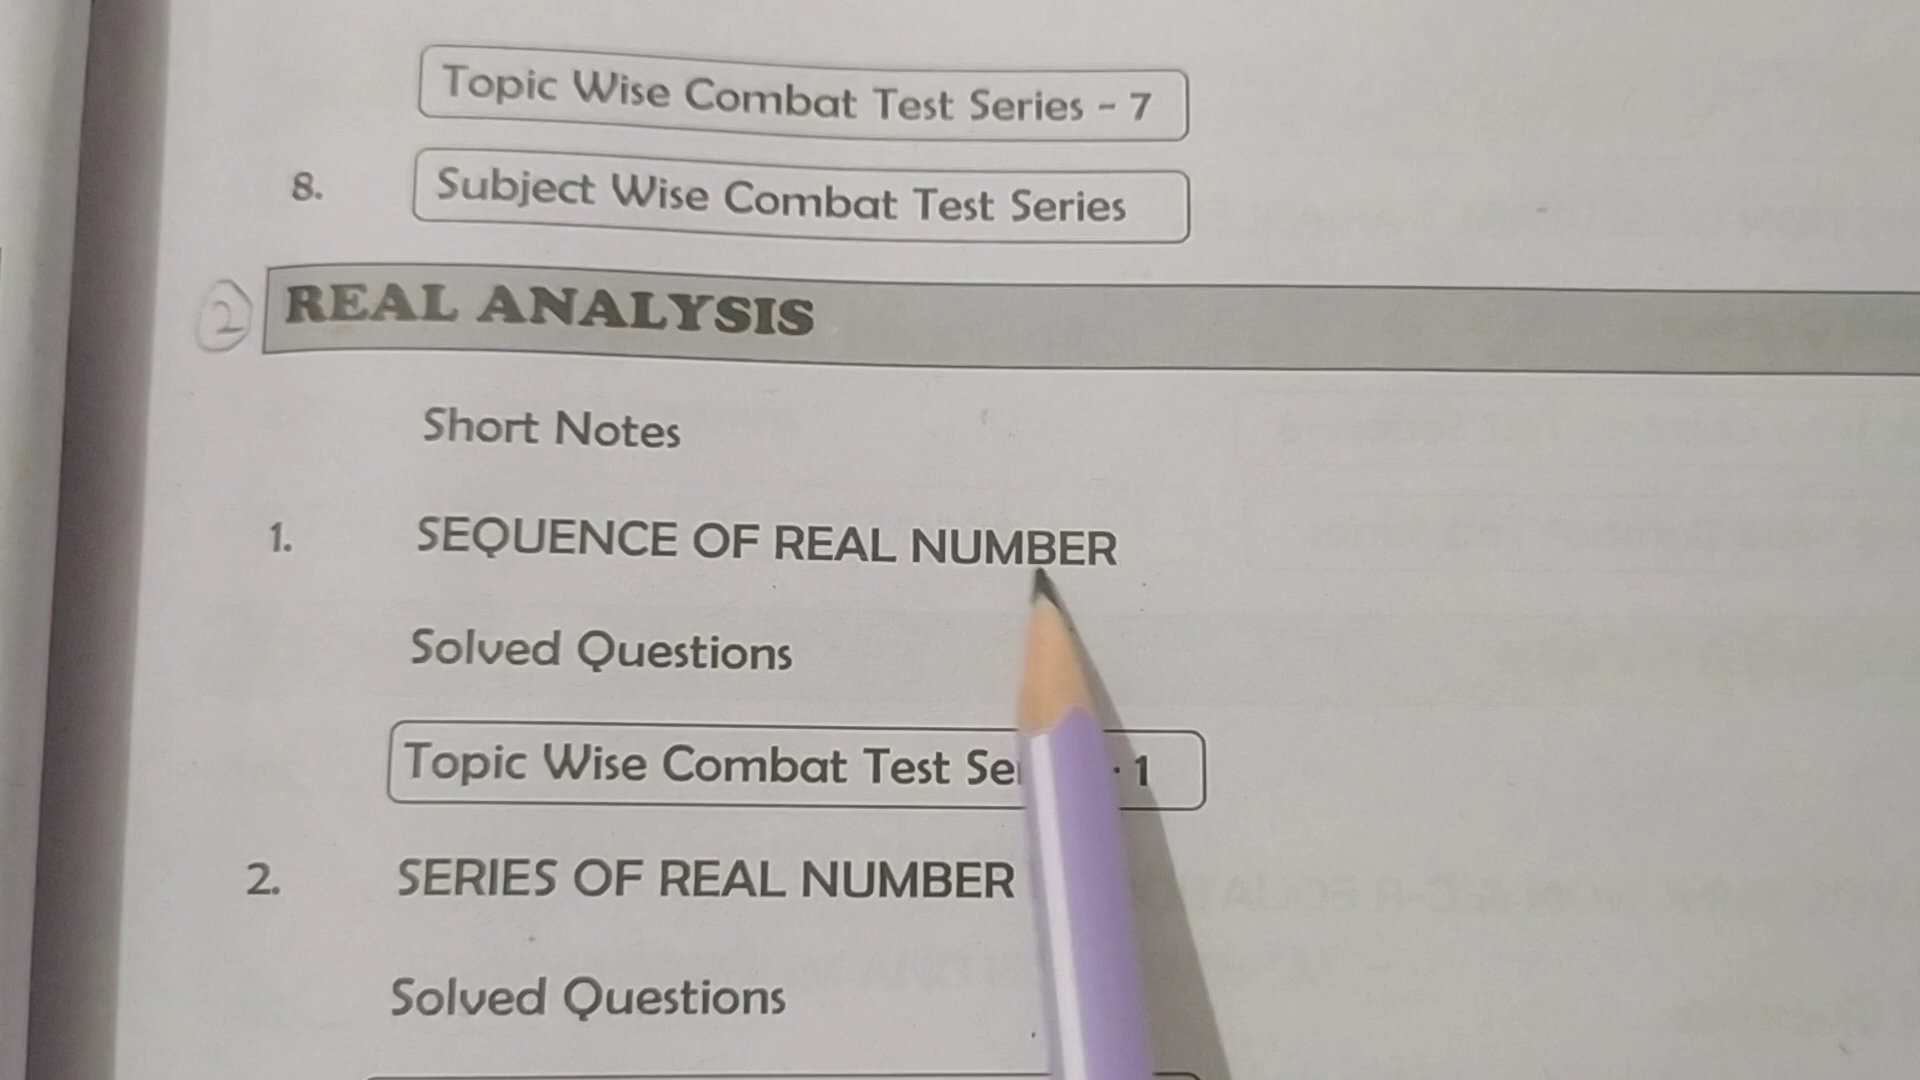 Topic Wise Combat Test Series - 7
8. Subject Wise Combat Test Series
2 REAL ANALYSIS
Short Notes
1. SEQUENCE OF REAL NUMBER
Solved Questions
Topic Wise Combat Test 1
2. SERIES OF REAL NUMBER
Solved Questions